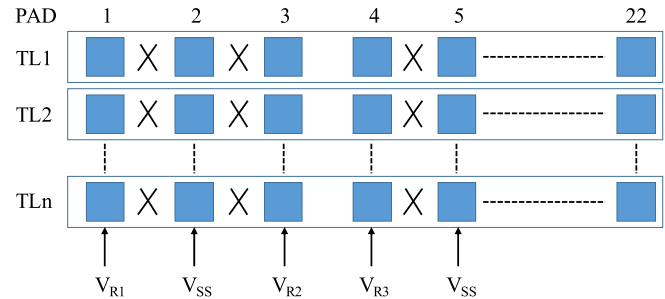 PAD 1 2 3 4 5 22
TL1
TL2
TLn
VR1 VSS VR2 VR3 VSS